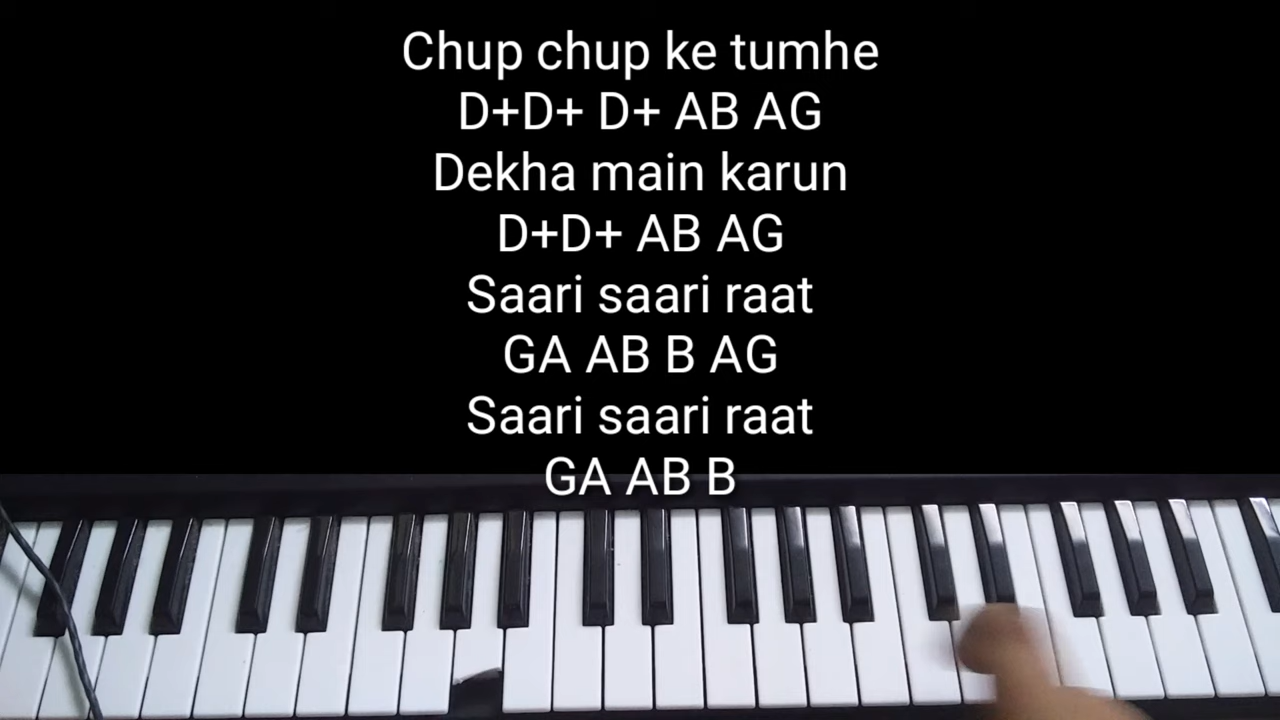 Chup chup ke tumhe
D+D+ D+ AB AG
Dekha main karun
D+D+ AB AG
Saari saari raat
GA AB B AG
Saari saari raat
GA AB B